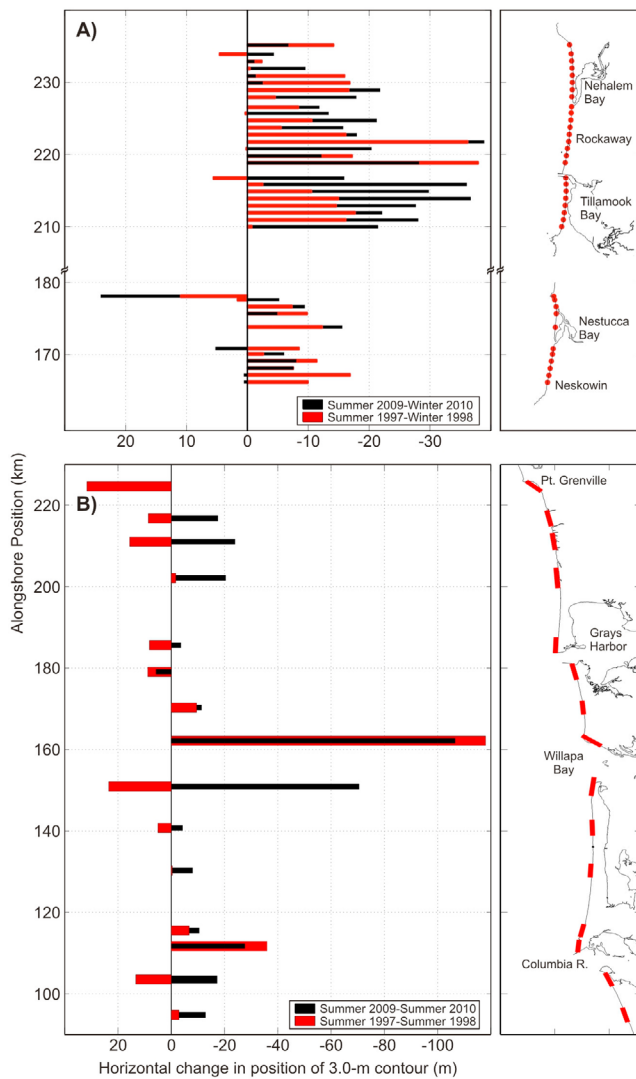 A)
230
220
210
180
170
20
10
0
-10
-20
-30
Summer 2009-Winter 2010
Summer 1997-Winter 1998
Nehalem
Bay
Rockaway
Tillamook
Bay
Nestucca
Bay
Neskowin
Alongshore Position (km)
B)
220
200
180
160
140
120
100
20
0
-20
-40
-60
-80
-100
Summer 2009-Summer 2010
Summer 1997-Summer 1998
Horizontal change in position of 3.0-m contour (m)
Pt. Grenville
Grays
Harbor
Willapa
Bay
Columbia R.